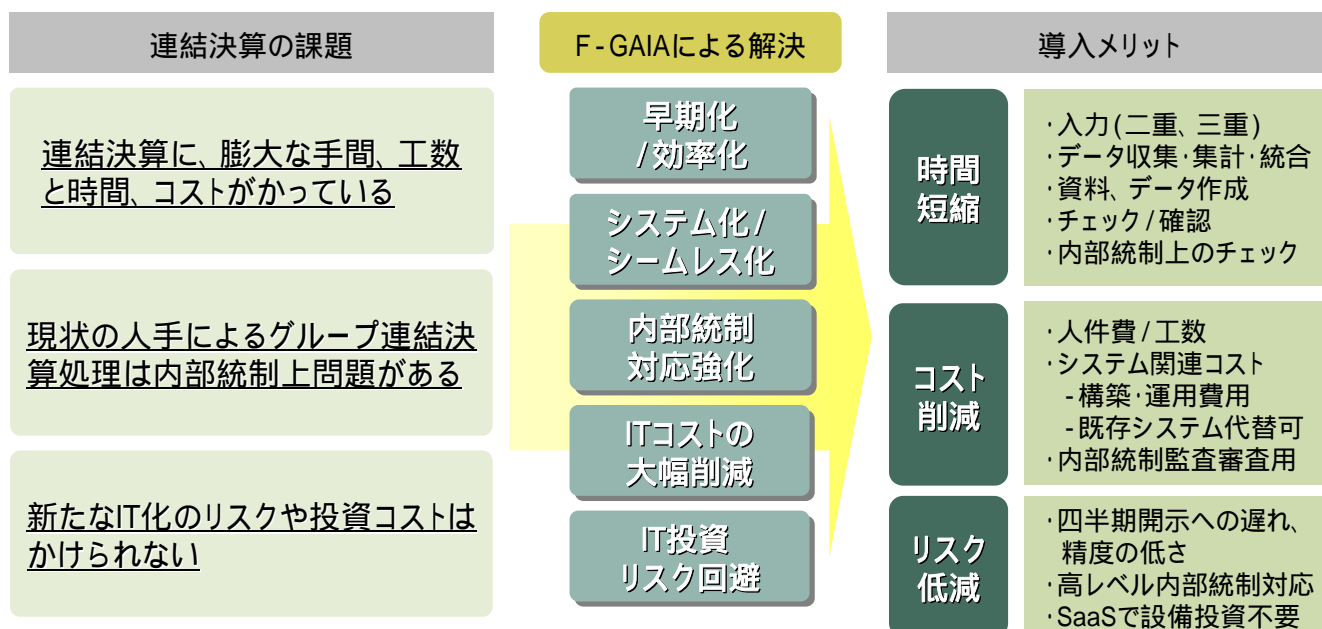 連結決算の課題
連結決算に、膨大な手間、工数
と時間、コストがかっている
現状の人手によるグループ連結決
算処理は内部統制上問題がある
新たなIT化のリスクや投資コストは
かけられない
F-GAIAによる解決
早期化
/効率化
システム化/
シームレス化
内部統制
対応強化
ITコストの
大幅削減
IT投資
リスク回避
導入メリット
時間
短縮
・入力(二重、三重)
・データ収集・集計・統合
・資料、データ作成
・チェック/確認
・内部統制上のチェック
コスト
削減
・人件費/工数
・システム関連コスト
-構築・運用費用
-既存システム代替可
・内部統制監査審査用
リスク
低減
・四半期開示への遅れ、
精度の低さ
・高レベル内部統制対応
・SaaSで設備投資不要